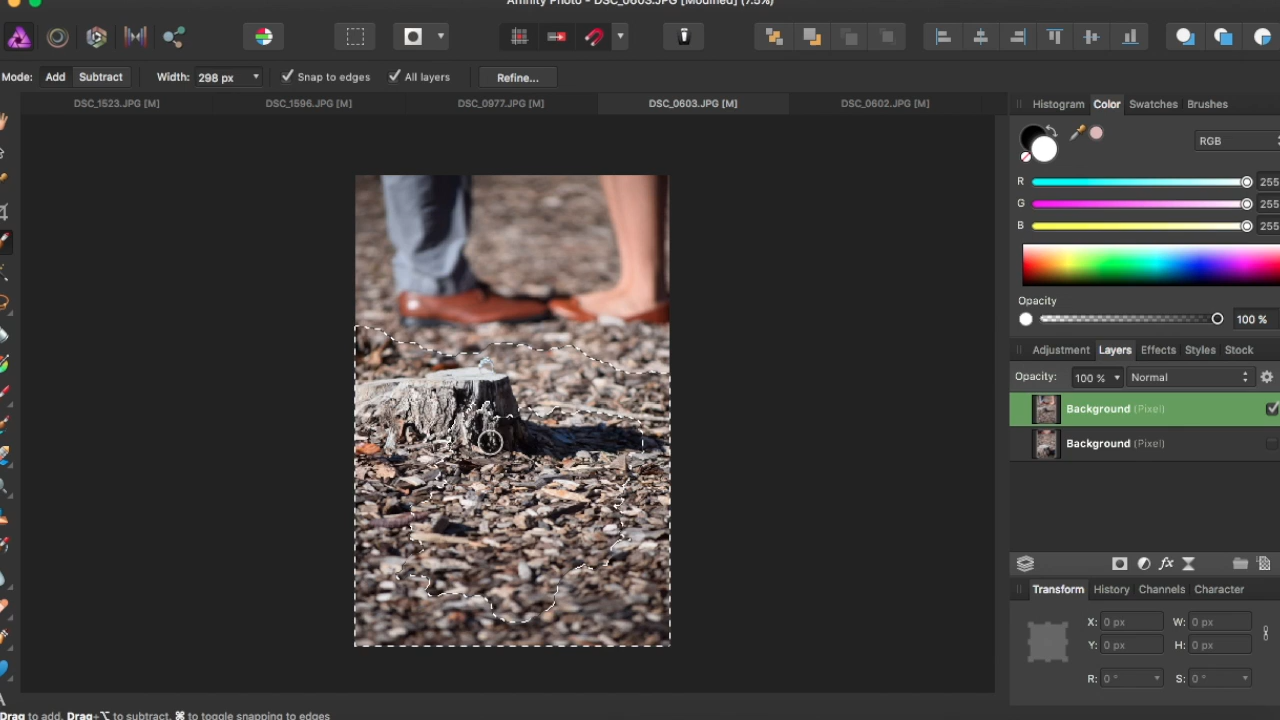 Affinity Photo - DSC_0603.JPG [Modified] (7.5%)
Mode: Add Subtract Width: 298 px Snap to edges All layers Refine...
DSC_1523.JPG [M] DSC_1596.JPG [M] DSC_0977.JPG [M] DSC_0603.JPG [M] DSC_0602.JPG [M]
Histogram Color Swatches Brushes
RGB
R 255
G 255
B 255
Opacity
100 %
Adjustment Layers Effects Styles Stock
Opacity: 100 % Normal
Background (Pixel)
Background (Pixel)
fx
Transform History Channels Character
X: 0 px W: 0 px
Y: 0 px H: 0 px
R: 0 ° S: 0 °
Drag to add. Drag+⌥ to subtract. ⌘ to toggle snapping to edges